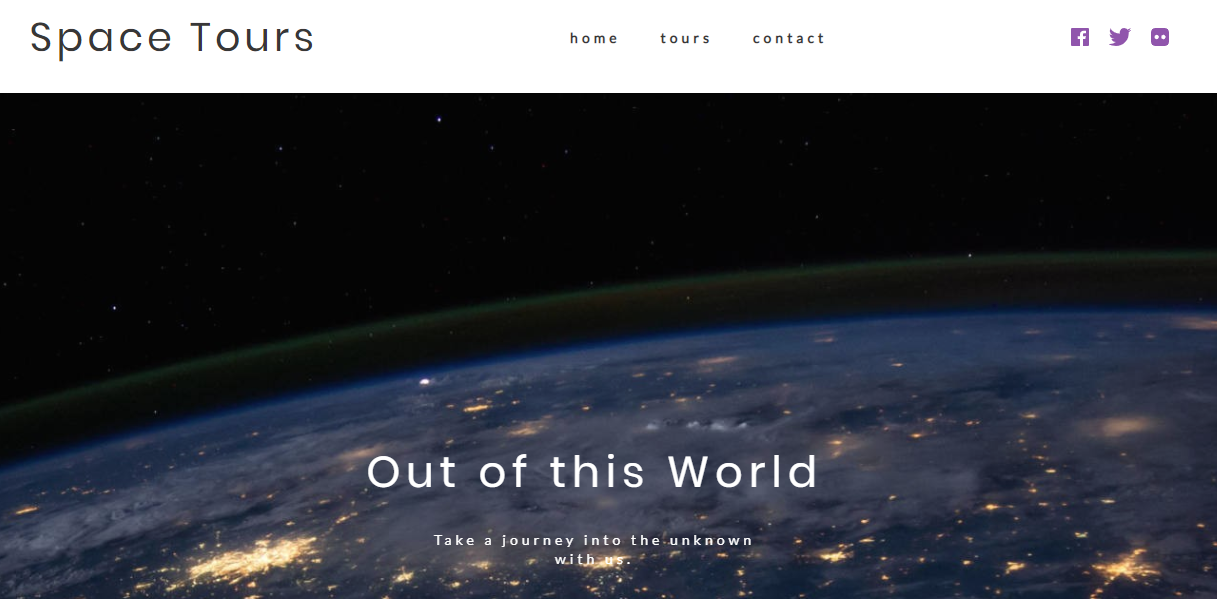 Space Tours
home tours contact
Out of this World
Take a journey into the unknown
with us.